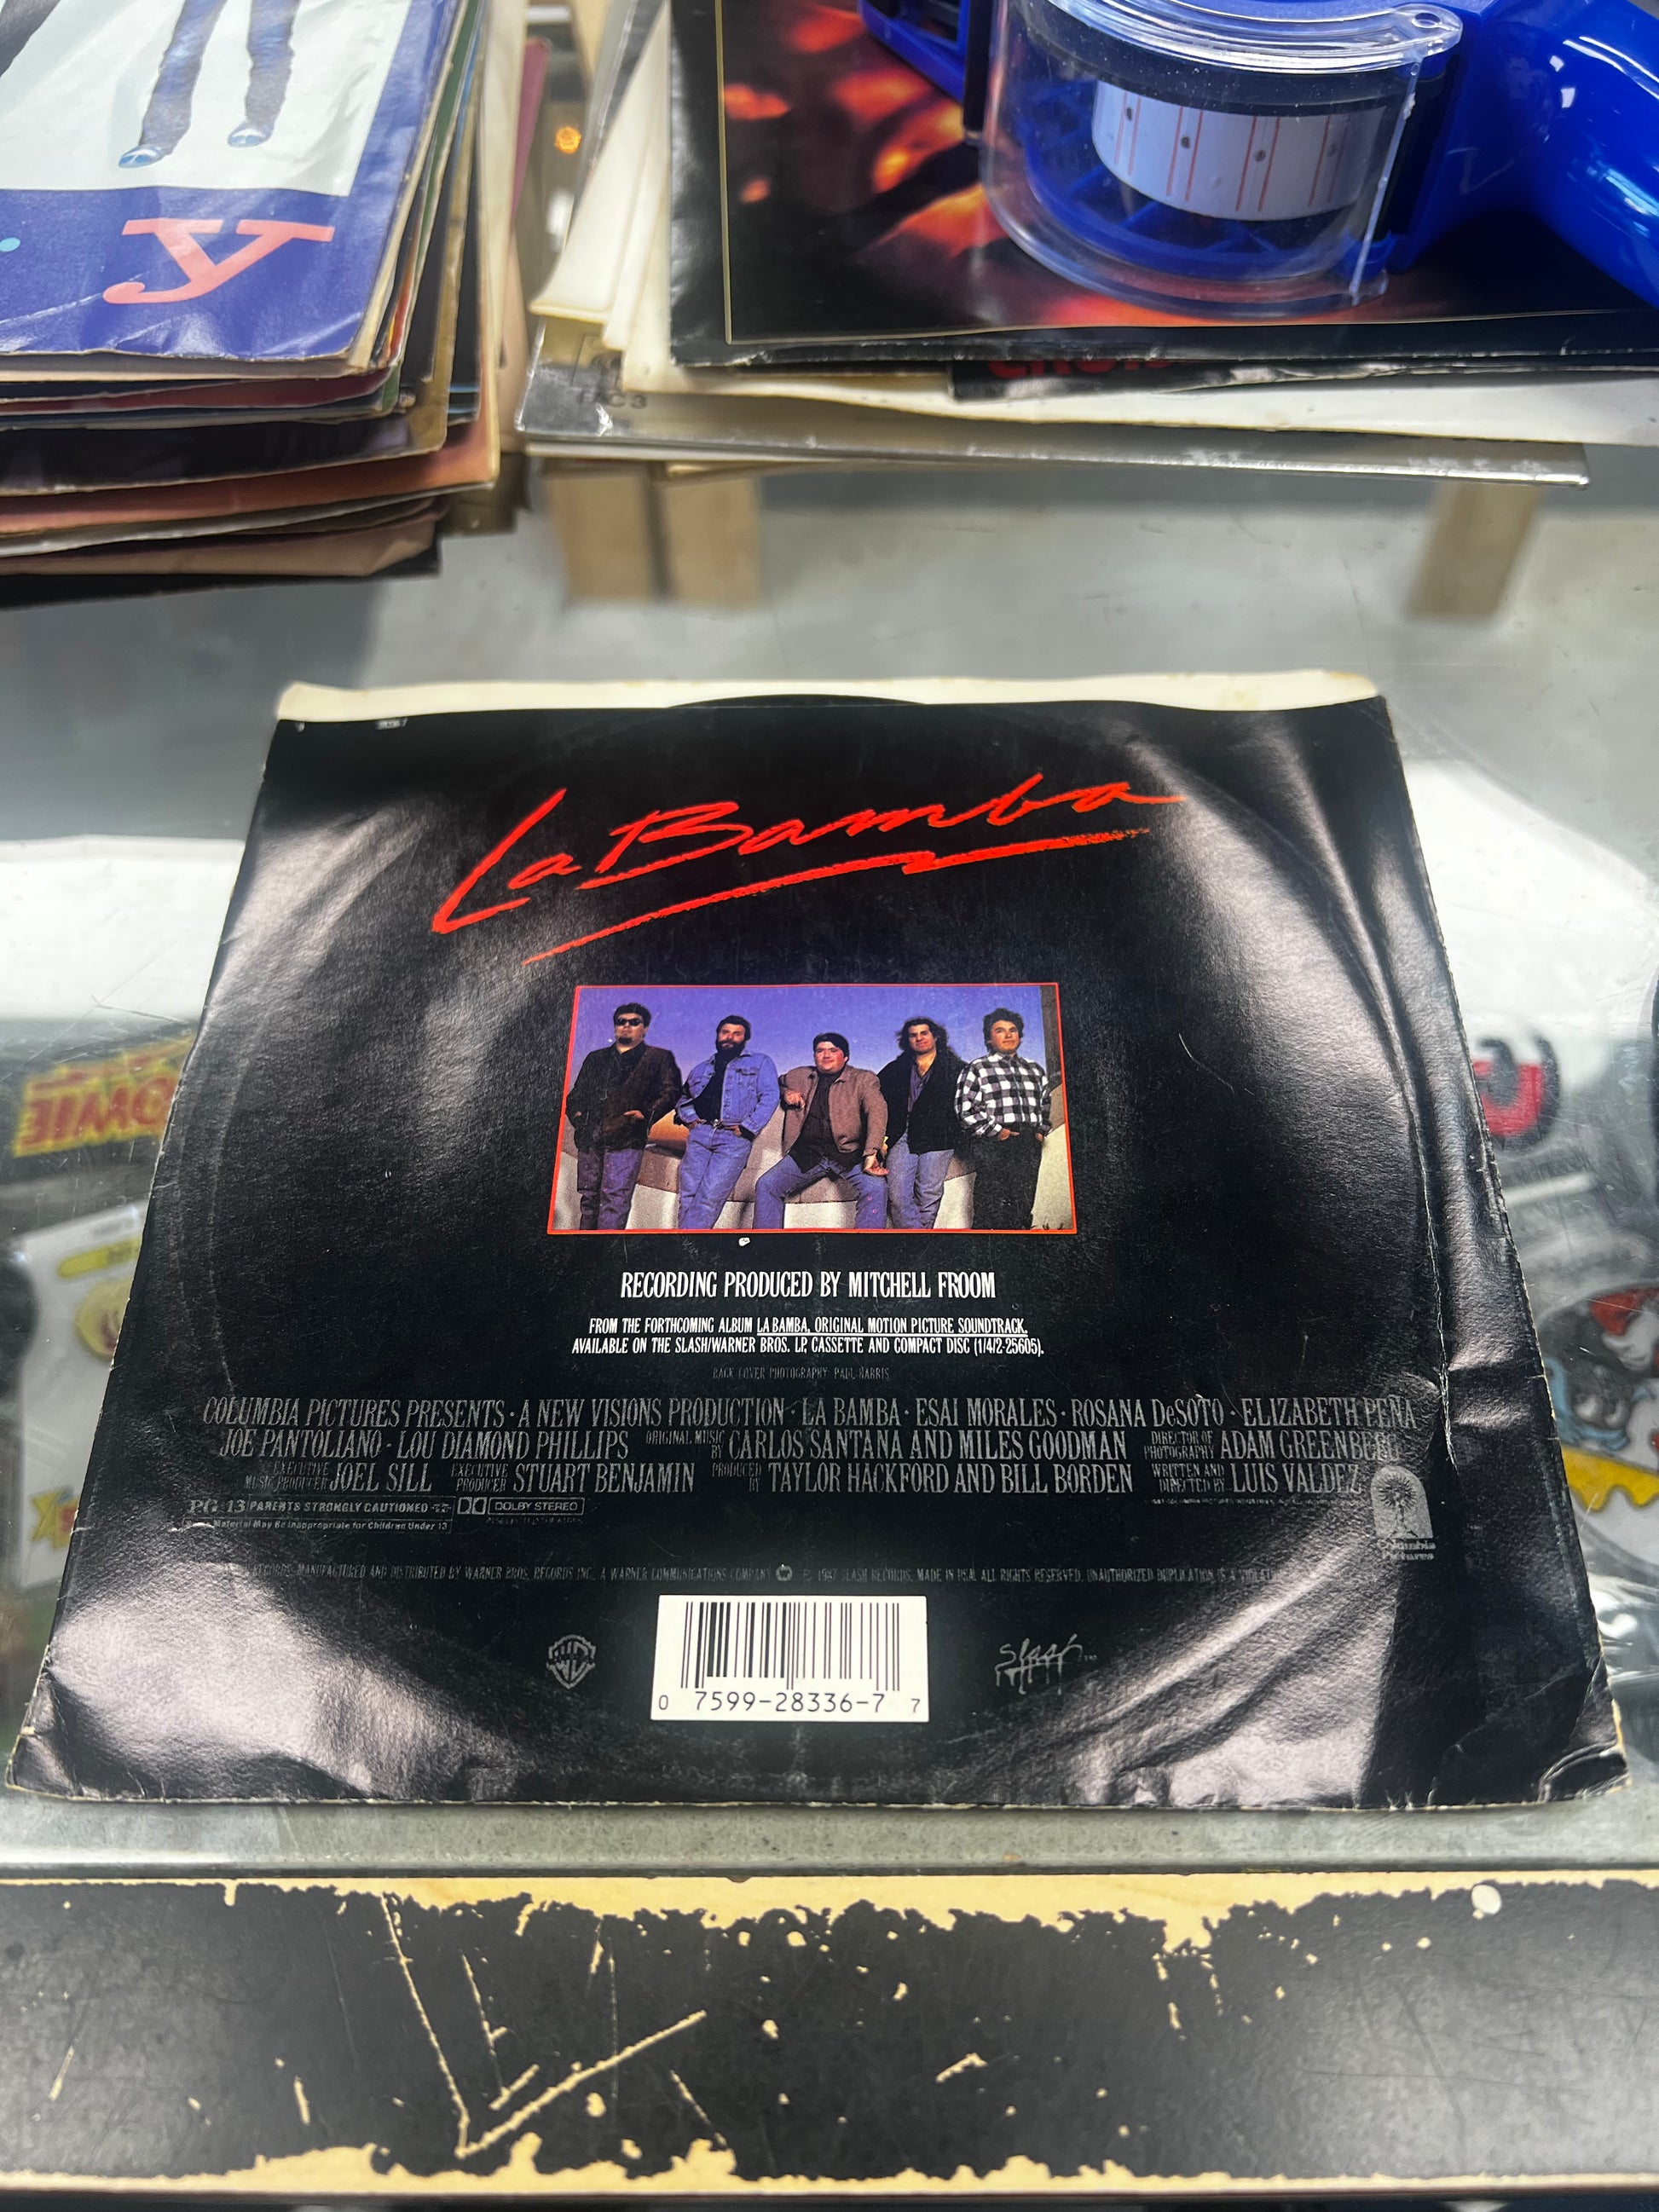 y
La Bamba
RECORDING PRODUCED BY MITCHELL FROOM
FROM THE FORTHCOMING ALBUM LA BAMBA, ORIGINAL MOTION PICTURE SOUNDTRACK.
AVAILABLE ON THE SLASH/WARNER BROS. LP, CASSETTE AND COMPACT DISC (1/4/2-25605).
BACK COVER PHOTOGRAPHY: PAUL HARRIS
COLUMBIA PICTURES PRESENTS · A NEW VISIONS PRODUCTION · LA BAMBA · ESAI MORALES · ROSANA DeSOTO · ELIZABETH PEÑA
JOE PANTOLIANO · LOU DIAMOND PHILLIPS ORIGINAL MUSIC BY CARLOS SANTANA AND MILES GOODMAN DIRECTOR OF PHOTOGRAPHY ADAM GREENBERG
EXECUTIVE MUSIC PRODUCER JOEL SILL EXECUTIVE PRODUCER STUART BENJAMIN PRODUCED BY TAYLOR HACKFORD AND BILL BORDEN WRITTEN AND DIRECTED BY LUIS VALDEZ
PG-13 PARENTS STRONGLY CAUTIONED DOLBY STEREO
Material May Be Inappropriate for Children Under 13
Columbia
Pictures
RECORDS. MANUFACTURED AND DISTRIBUTED BY WARNER BROS. RECORDS INC., A WARNER COMMUNICATIONS COMPANY 1987 SLASH RECORDS. MADE IN USA. ALL RIGHTS RESERVED. UNAUTHORIZED DUPLICATION IS A
WB
slash
0 7599-28336-7 7